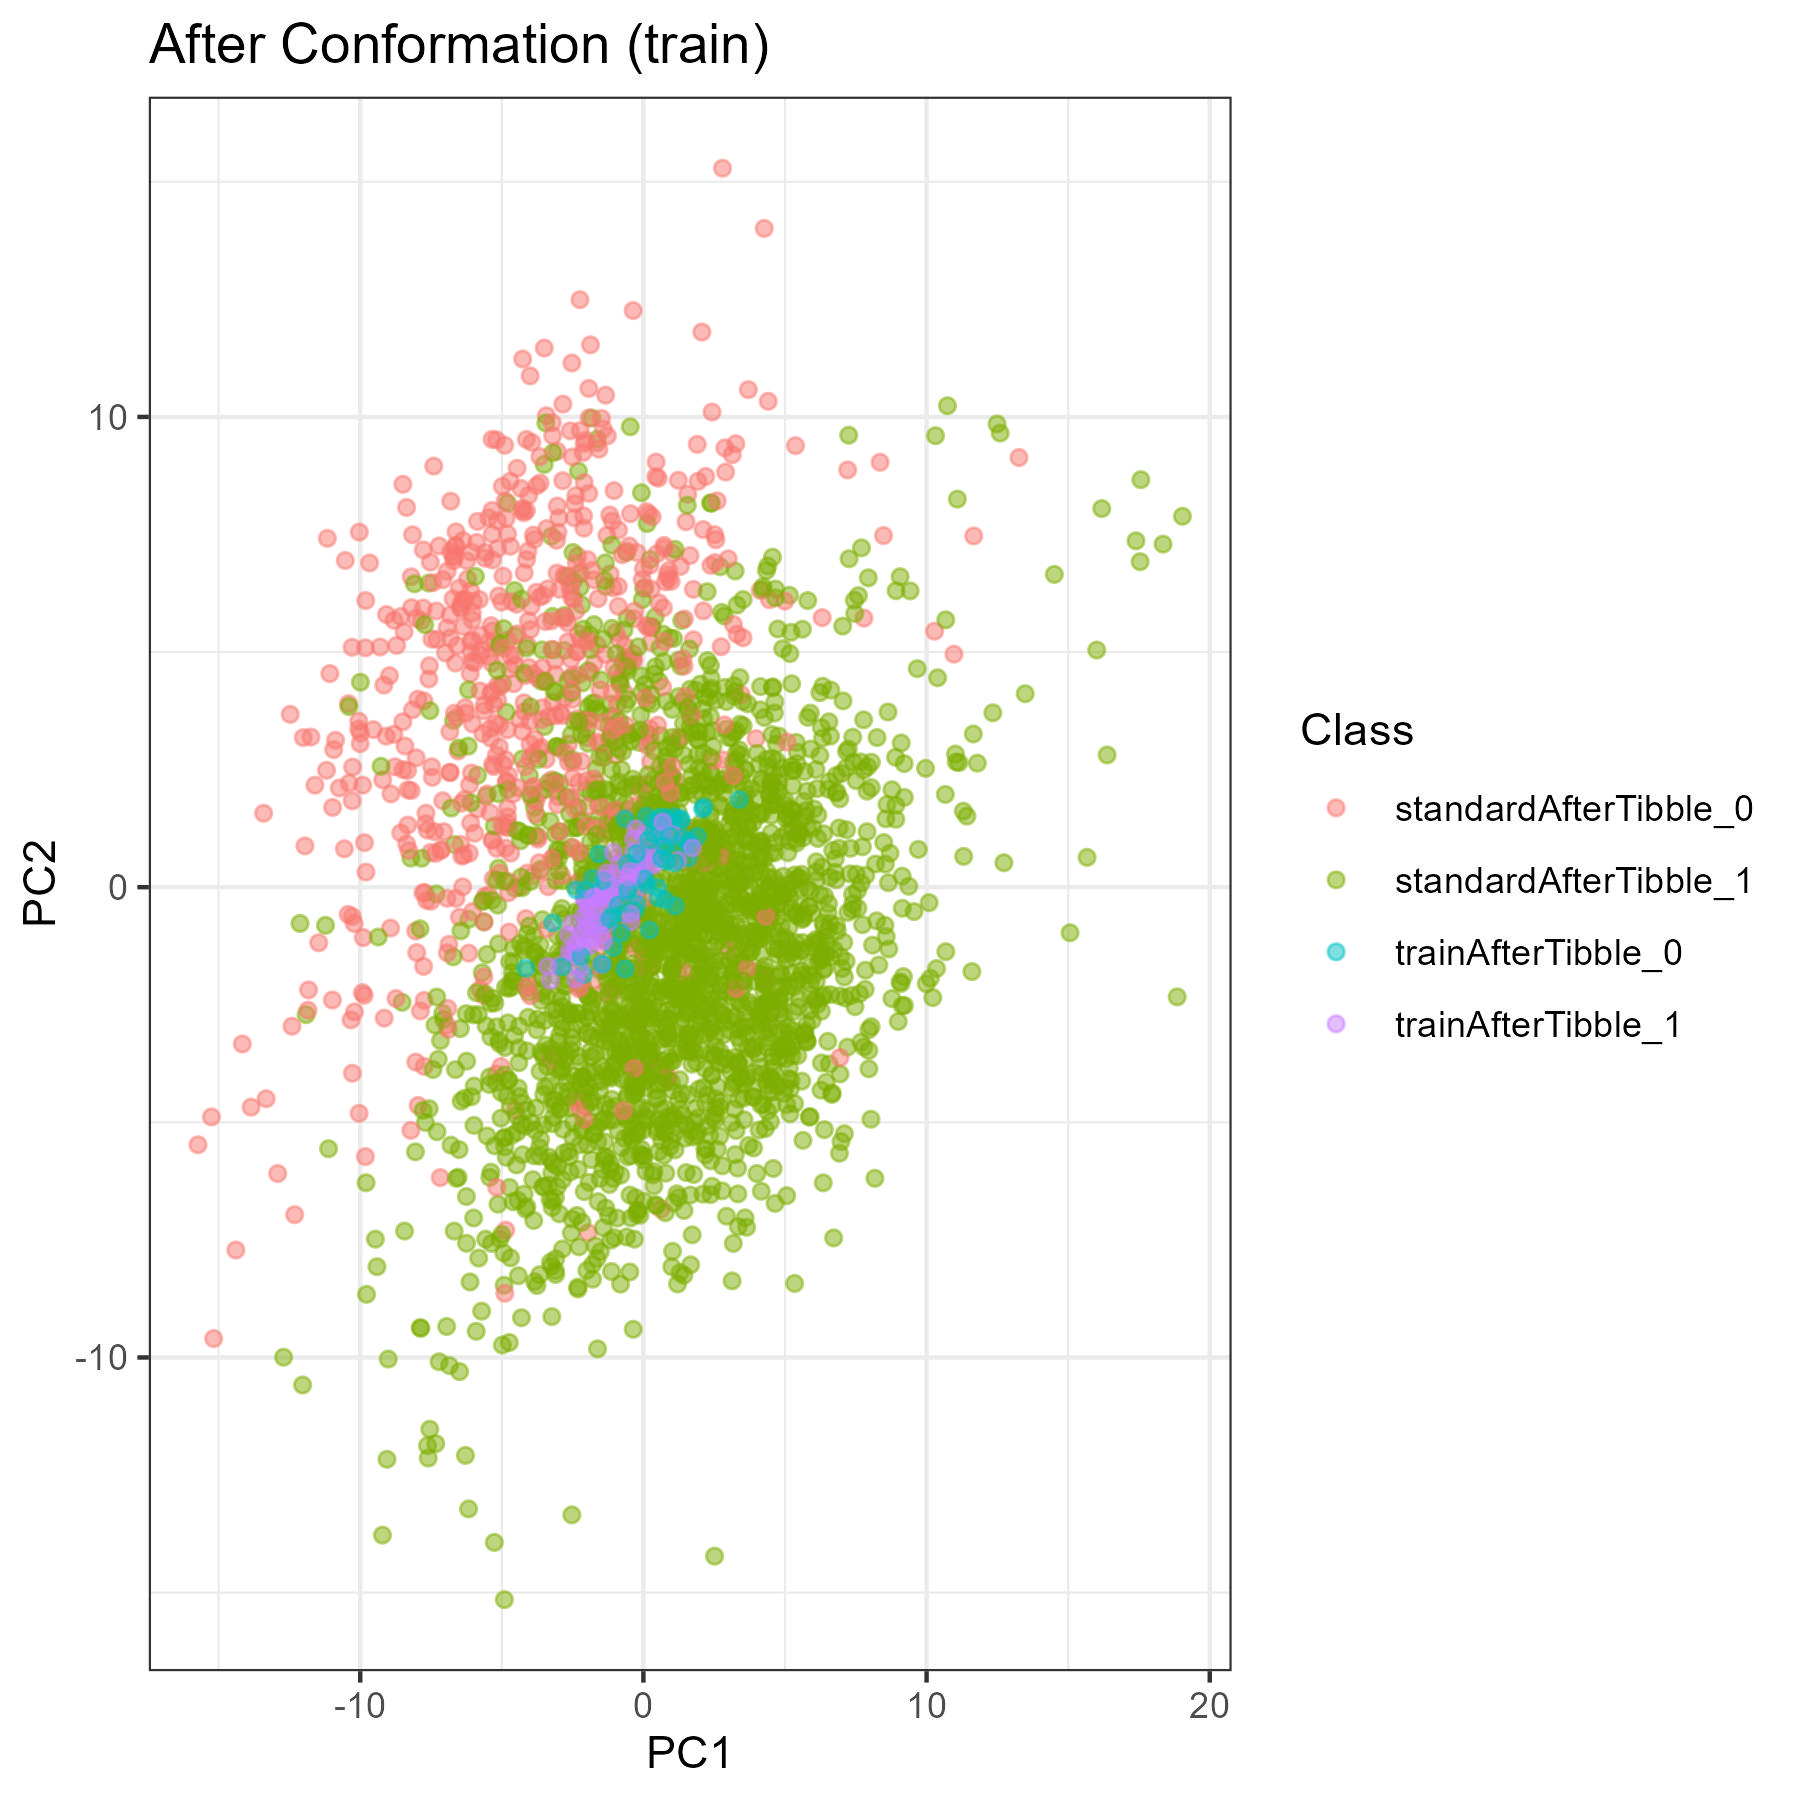 After Conformation (train)
10
0
-10
-10
0
10
20
PC1
PC2
Class
standardAfterTibble_0
standardAfterTibble_1
trainAfterTibble_0
trainAfterTibble_1